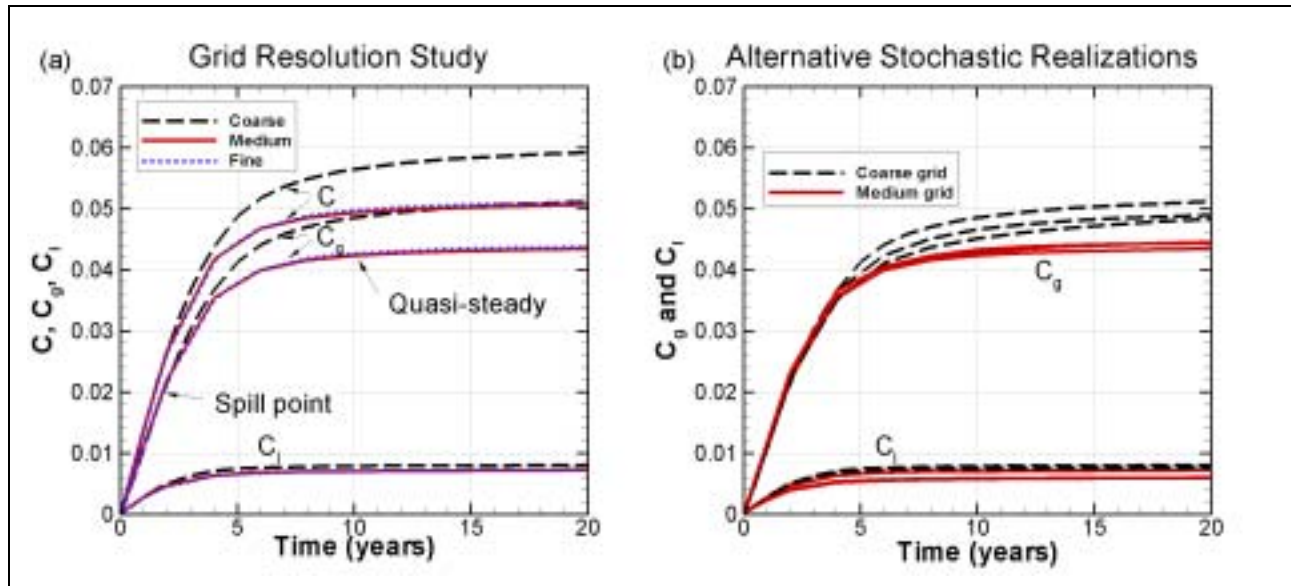 (a) Grid Resolution Study
0.07
0.06
0.05
0.04
0.03
0.02
0.01
0
C, Cg, Cl
Coarse
Medium
Fine
C
Cg
Quasi-steady
Spill point
Cl
0 5 10 15 20
Time (years)
(b) Alternative Stochastic Realizations
0.07
0.06
0.05
0.04
0.03
0.02
0.01
0
Cg and Cl
Coarse grid
Medium grid
Cg
Cl
0 5 10 15 20
Time (years)